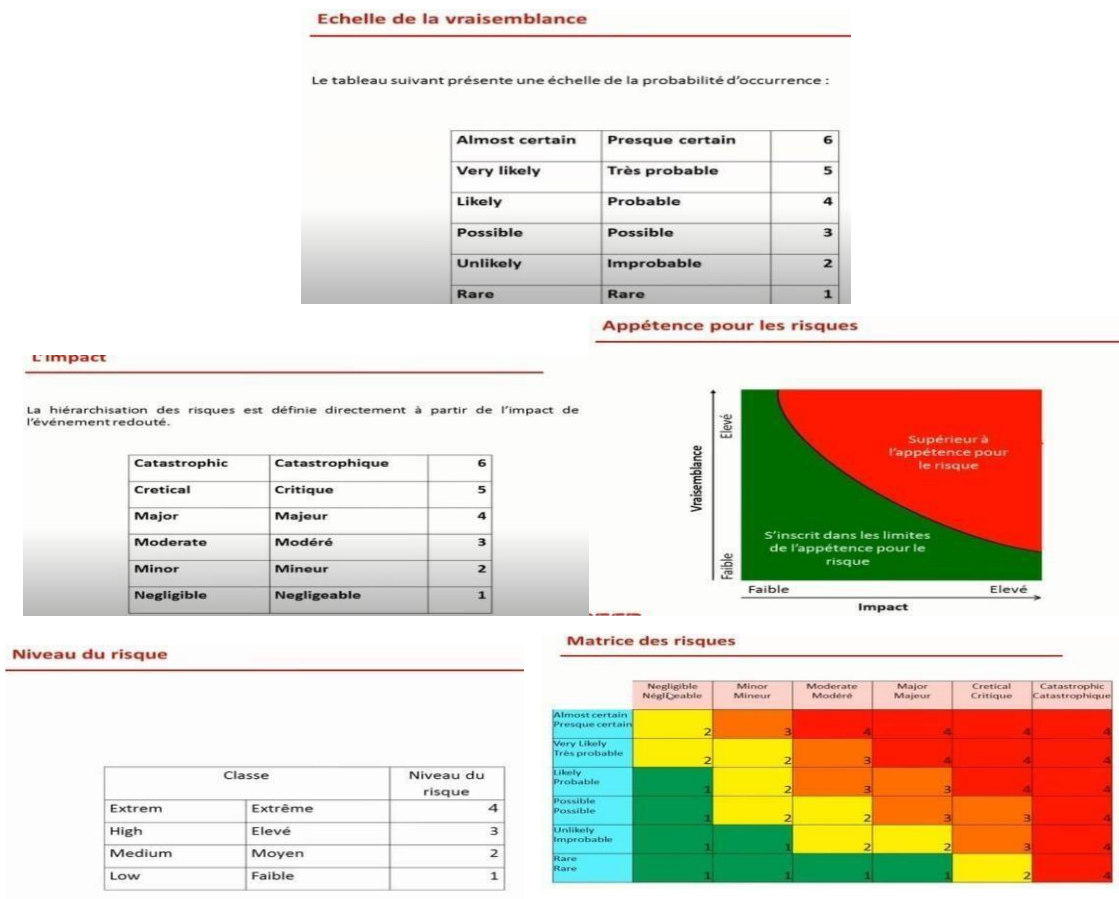 Echelle de la vraisemblance
Le tableau suivant présente une échelle de la probabilité d'occurrence :
Almost certain Presque certain 6
Very likely Très probable 5
Likely Probable 4
Possible Possible 3
Unlikely Improbable 2
Rare Rare 1
L'impact
La hiérarchisation des risques est définie directement à partir de l'impact de
l'événement redouté.
Catastrophic Catastrophique 6
Cretical Critique 5
Major Majeur 4
Moderate Modéré 3
Minor Mineur 2
Negligible Negligeable 1
Appétence pour les risques
Elevé
Vraisemblance
Faible
Supérieur à
l'appétence pour
le risque
S'inscrit dans les limites
de l'appétence pour le
risque
Faible Elevé
Impact
Niveau du risque
Classe Niveau du
risque
Extrem Extrême 4
High Elevé 3
Medium Moyen 2
Low Faible 1
Matrice des risques
Negligible Minor Moderate Major Cretical Catastrophic
Négligeable Mineur Modéré Majeur Critique Catastrophique
Almost certain
Presque certain 2 3 4 4 4 4
Very Likely
Très probable 2 2 3 4 4 4
Likely
Probable 1 2 3 3 4 4
Possible
Possible 1 2 2 3 3 4
Unlikely
Improbable 1 1 2 2 3 4
Rare
Rare 1 1 1 1 2 4